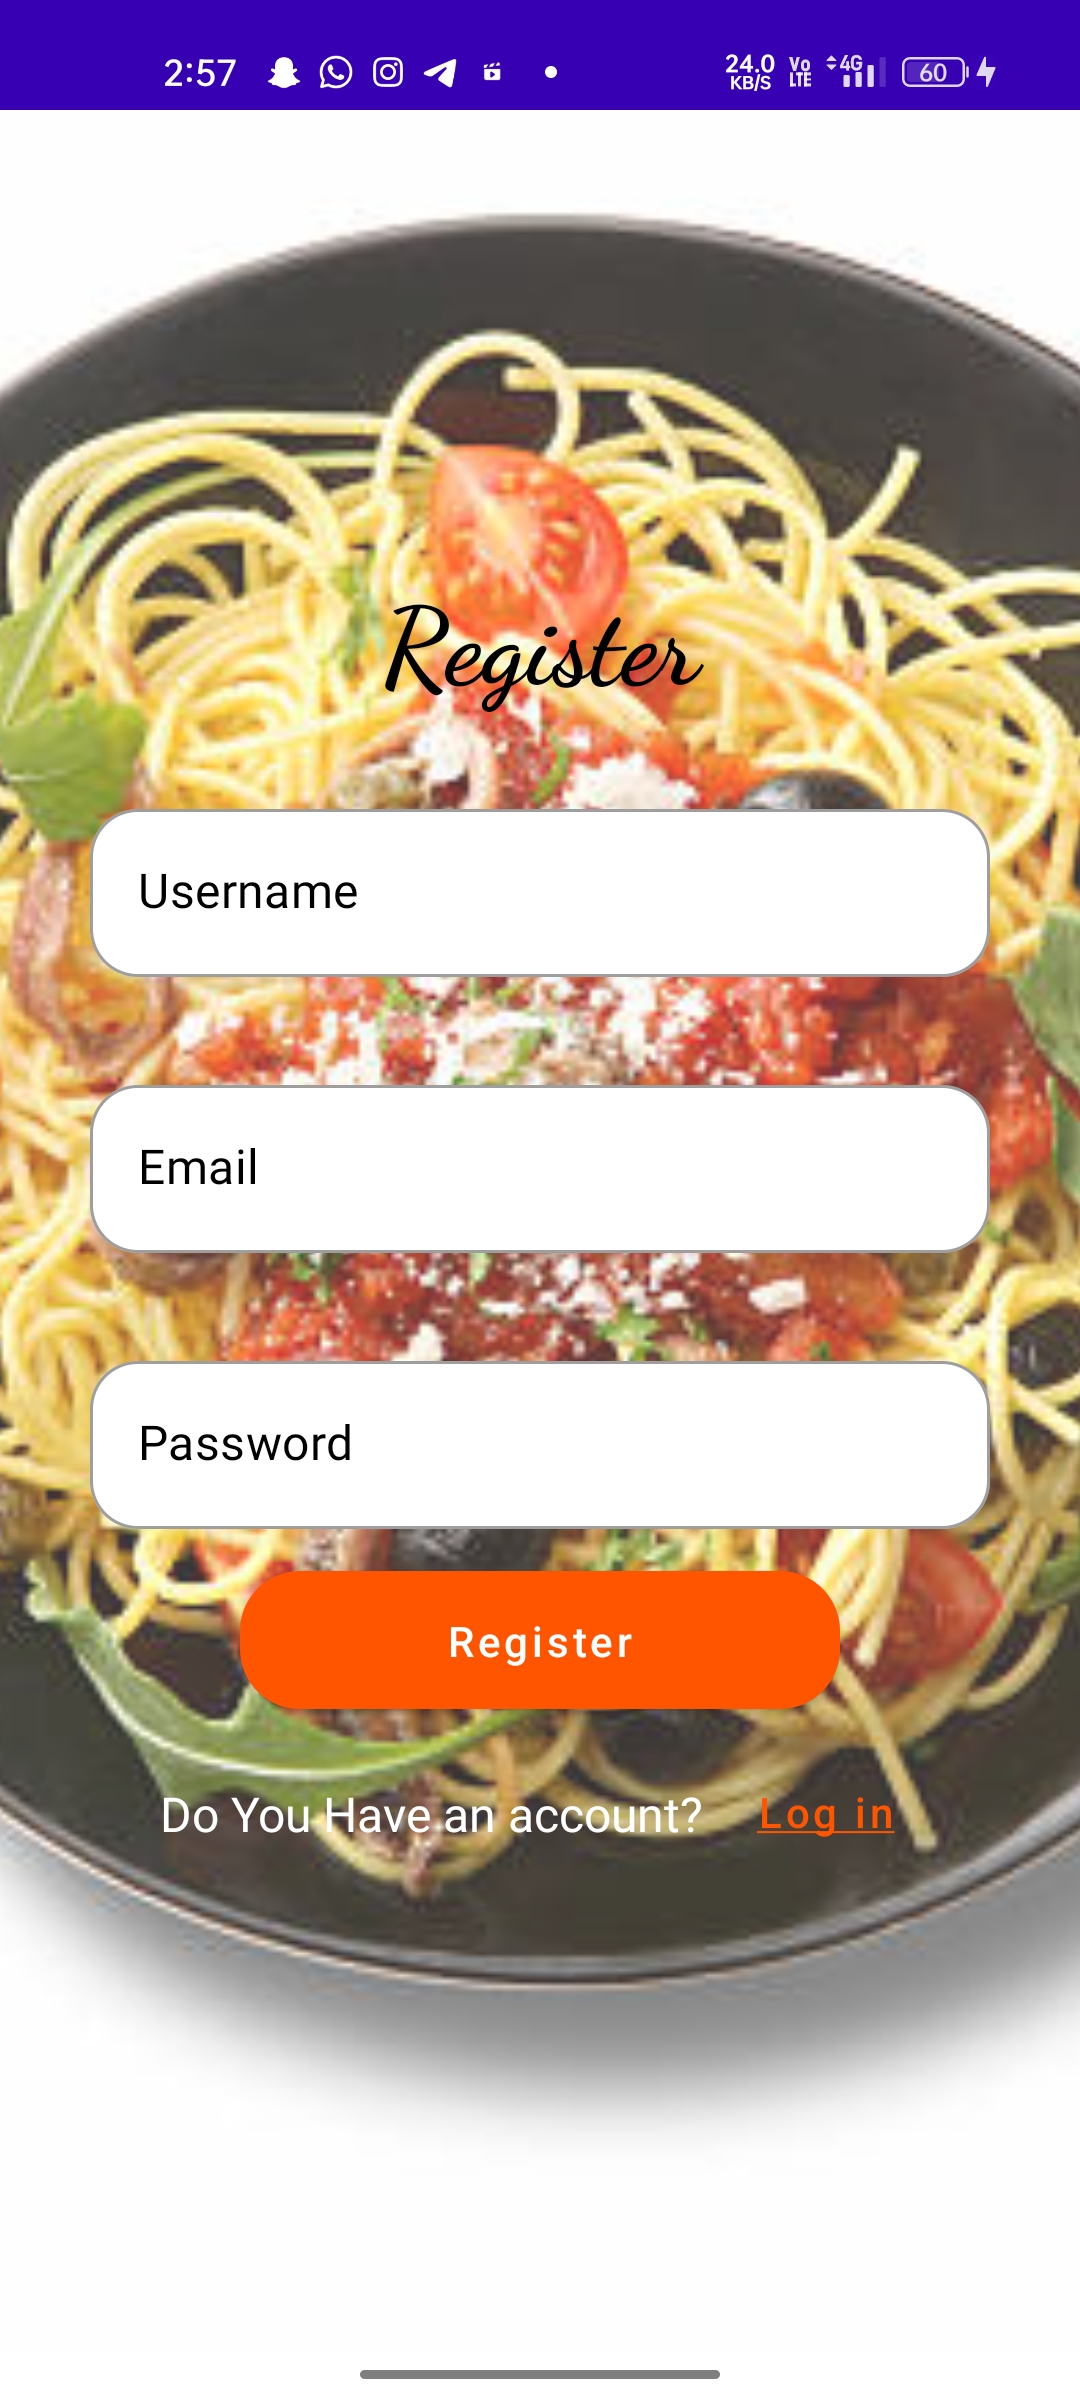 2:57 24.0 KB/S Vo LTE 4G 60
Register
Username
Email
Password
Register
Do You Have an account? Log in